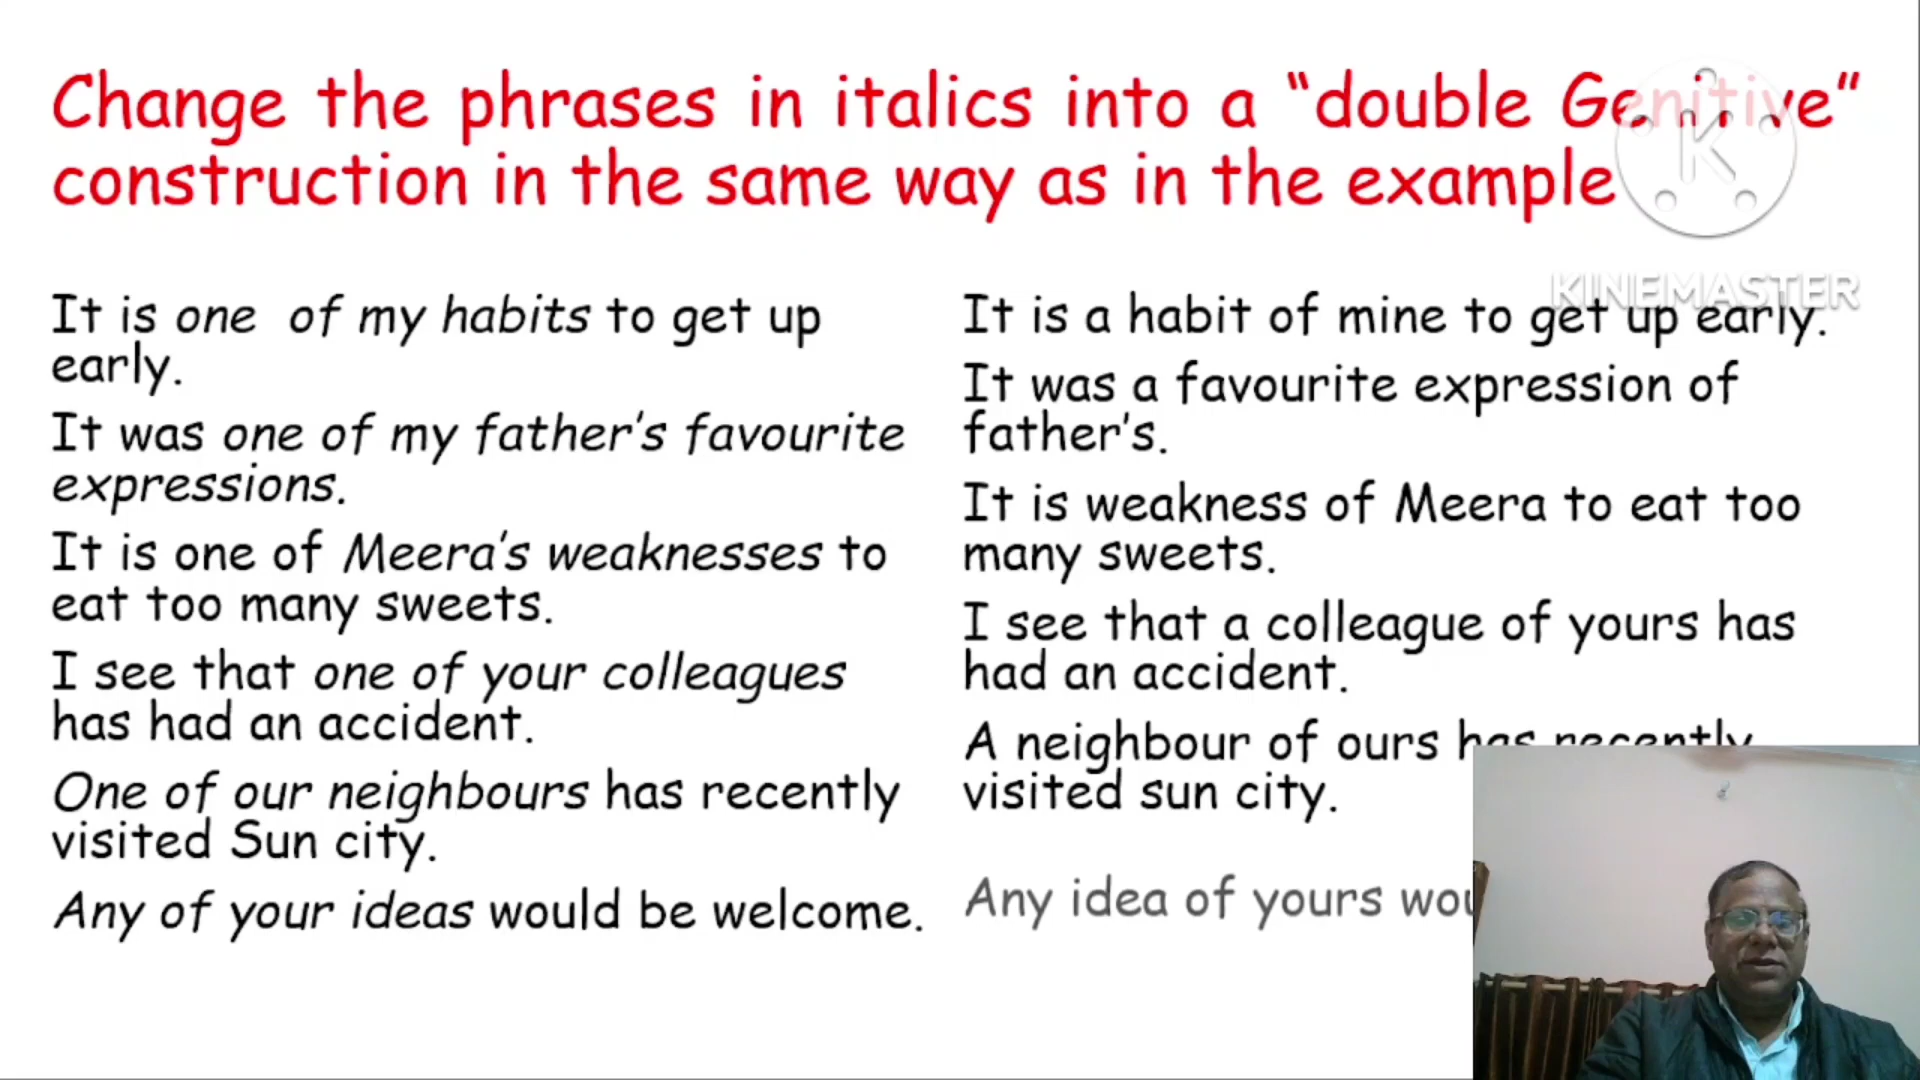 Change the phrases in italics into a “double Genitive”
construction in the same way as in the example
KINEMASTER
It is one of my habits to get up
early.
It was one of my father’s favourite
expressions.
It is one of Meera’s weaknesses to
eat too many sweets.
I see that one of your colleagues
has had an accident.
One of our neighbours has recently
visited Sun city.
Any of your ideas would be welcome.
It is a habit of mine to get up early.
It was a favourite expression of
father’s.
It is weakness of Meera to eat too
many sweets.
I see that a colleague of yours has
had an accident.
A neighbour of ours has recently
visited sun city.
Any idea of yours